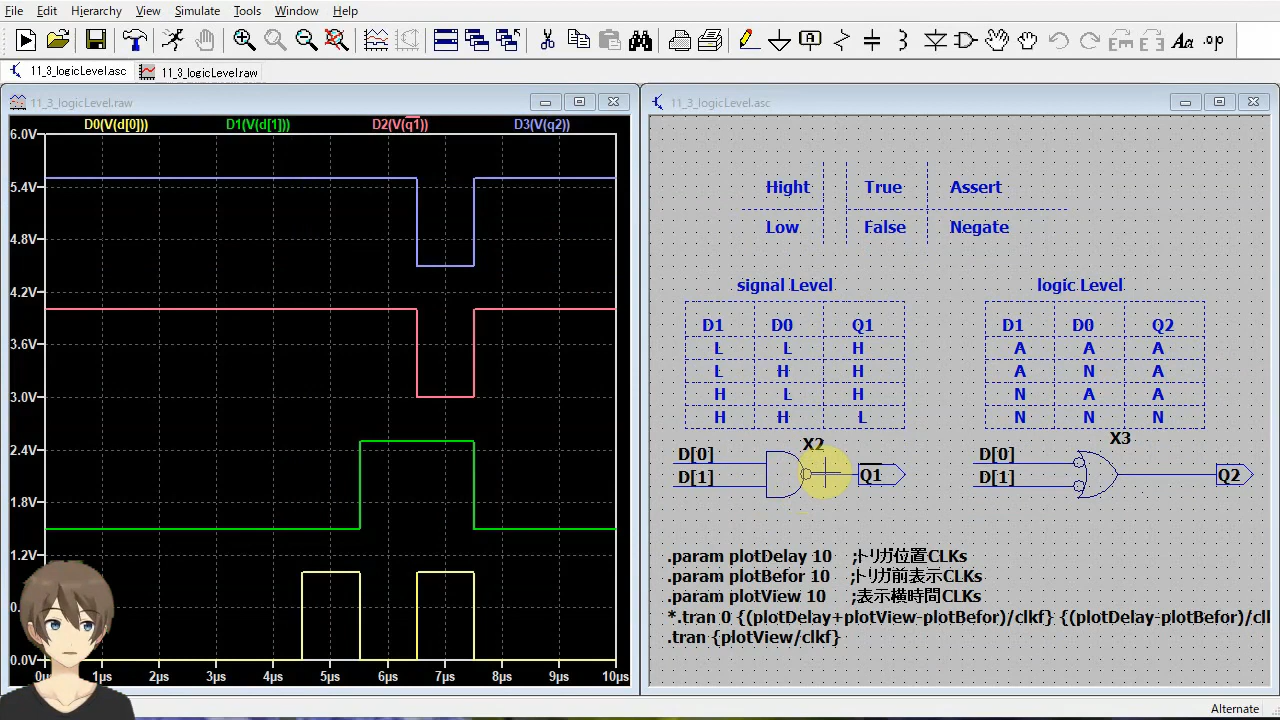 File Edit Hierarchy View Simulate Tools Window Help
11_3_logicLevel.asc 11_3_logicLevel.raw
11_3_logicLevel.raw
D0(V(d[0])) D1(V(d[1])) D2(V(q1)) D3(V(q2))
6.0V
5.4V
4.8V
4.2V
3.6V
3.0V
2.4V
1.8V
1.2V
0.0V
1µs 2µs 3µs 4µs 5µs 6µs 7µs 8µs 9µs 10µs
11_3_logicLevel.asc
Hight True Assert
Low False Negate
signal Level
D1 D0 Q1
L L H
L H H
H L H
H H L
X2
D[0]
D[1]
Q1
logic Level
D1 D0 Q2
A A A
A N A
N A A
N N N
X3
D[0]
D[1]
Q2
.param plotDelay 10 ;トリガ位置CLKs
.param plotBefor 10 ;トリガ前表示CLKs
.param plotView 10 ;表示横時間CLKs
*.tran 0 {(plotDelay+plotView-plotBefor)/clkf} {(plotDelay-plotBefor)/clk
.tran {plotView/clkf}
Alternate